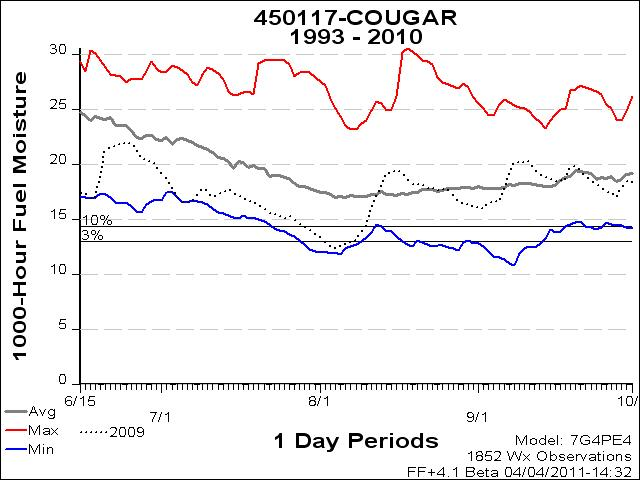 450117-COUGAR
1993 - 2010
1000-Hour Fuel Moisture
30
25
20
15
10
5
0
10%
3%
6/15
7/1
8/1
9/1
10/
1 Day Periods
Avg
Max
Min
2009
Model: 7G4PE4
1852 Wx Observations
FF+4.1 Beta 04/04/2011-14:32